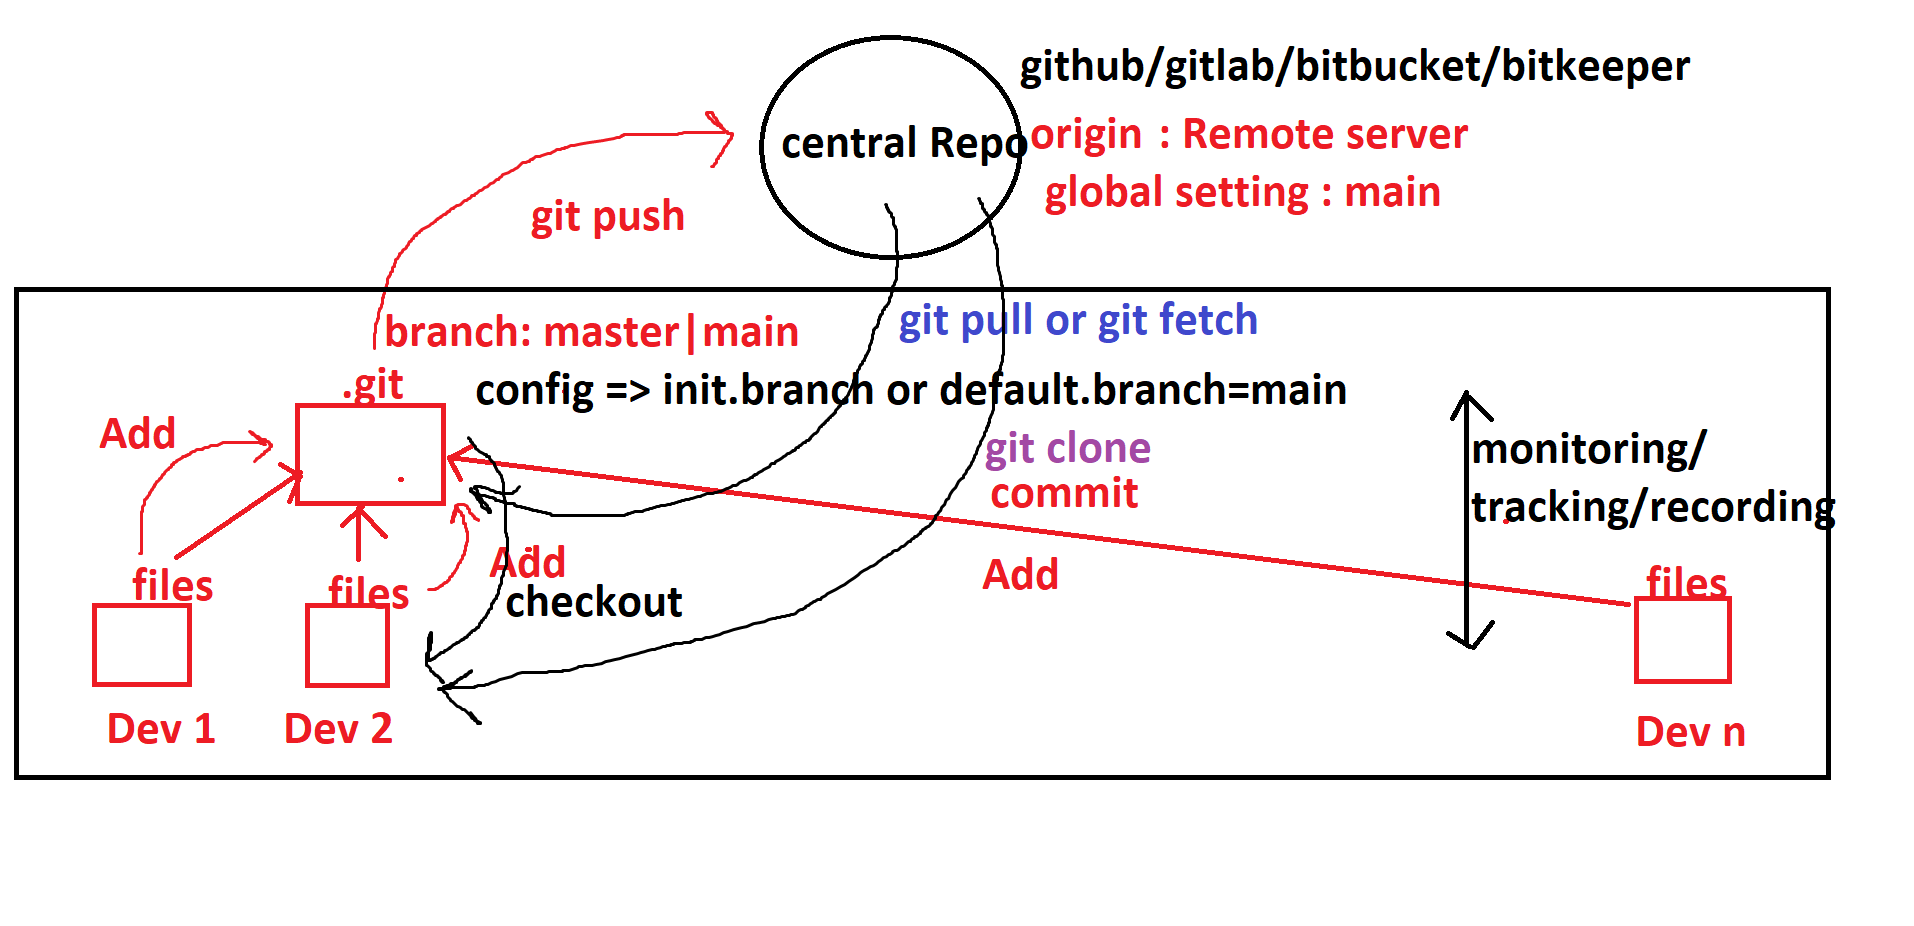 github/gitlab/bitbucket/bitkeeper
central Repo
origin : Remote server
global setting : main
git push
branch: master|main
git pull or git fetch
.git
config => init.branch or default.branch=main
Add
git clone
commit
monitoring/
tracking/recording
Add
Add
checkout
files
files
files
Dev 1
Dev 2
Dev n